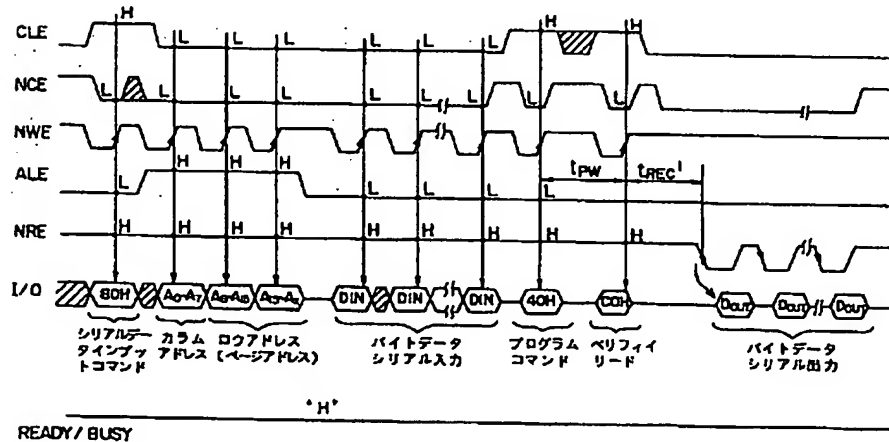 CLE H L L L L L L H H
NCE L L L L L L L L L
NWE
ALE L H H H L L L L tPW tREC'
NRE H H H H H H H H H
I/O 80H A0~A7 DIN DIN DIN 40H C0H DOUT DOUT DOUT
シリアルデー
タインプッ
トコマンド
カラム
アドレス
ロウアドレス
(ページアドレス)
バイトデータ
シリアル入力
プログラム
コマンド
ベリファイ
リード
バイトデータ
シリアル出力
"H"
READY/BUSY